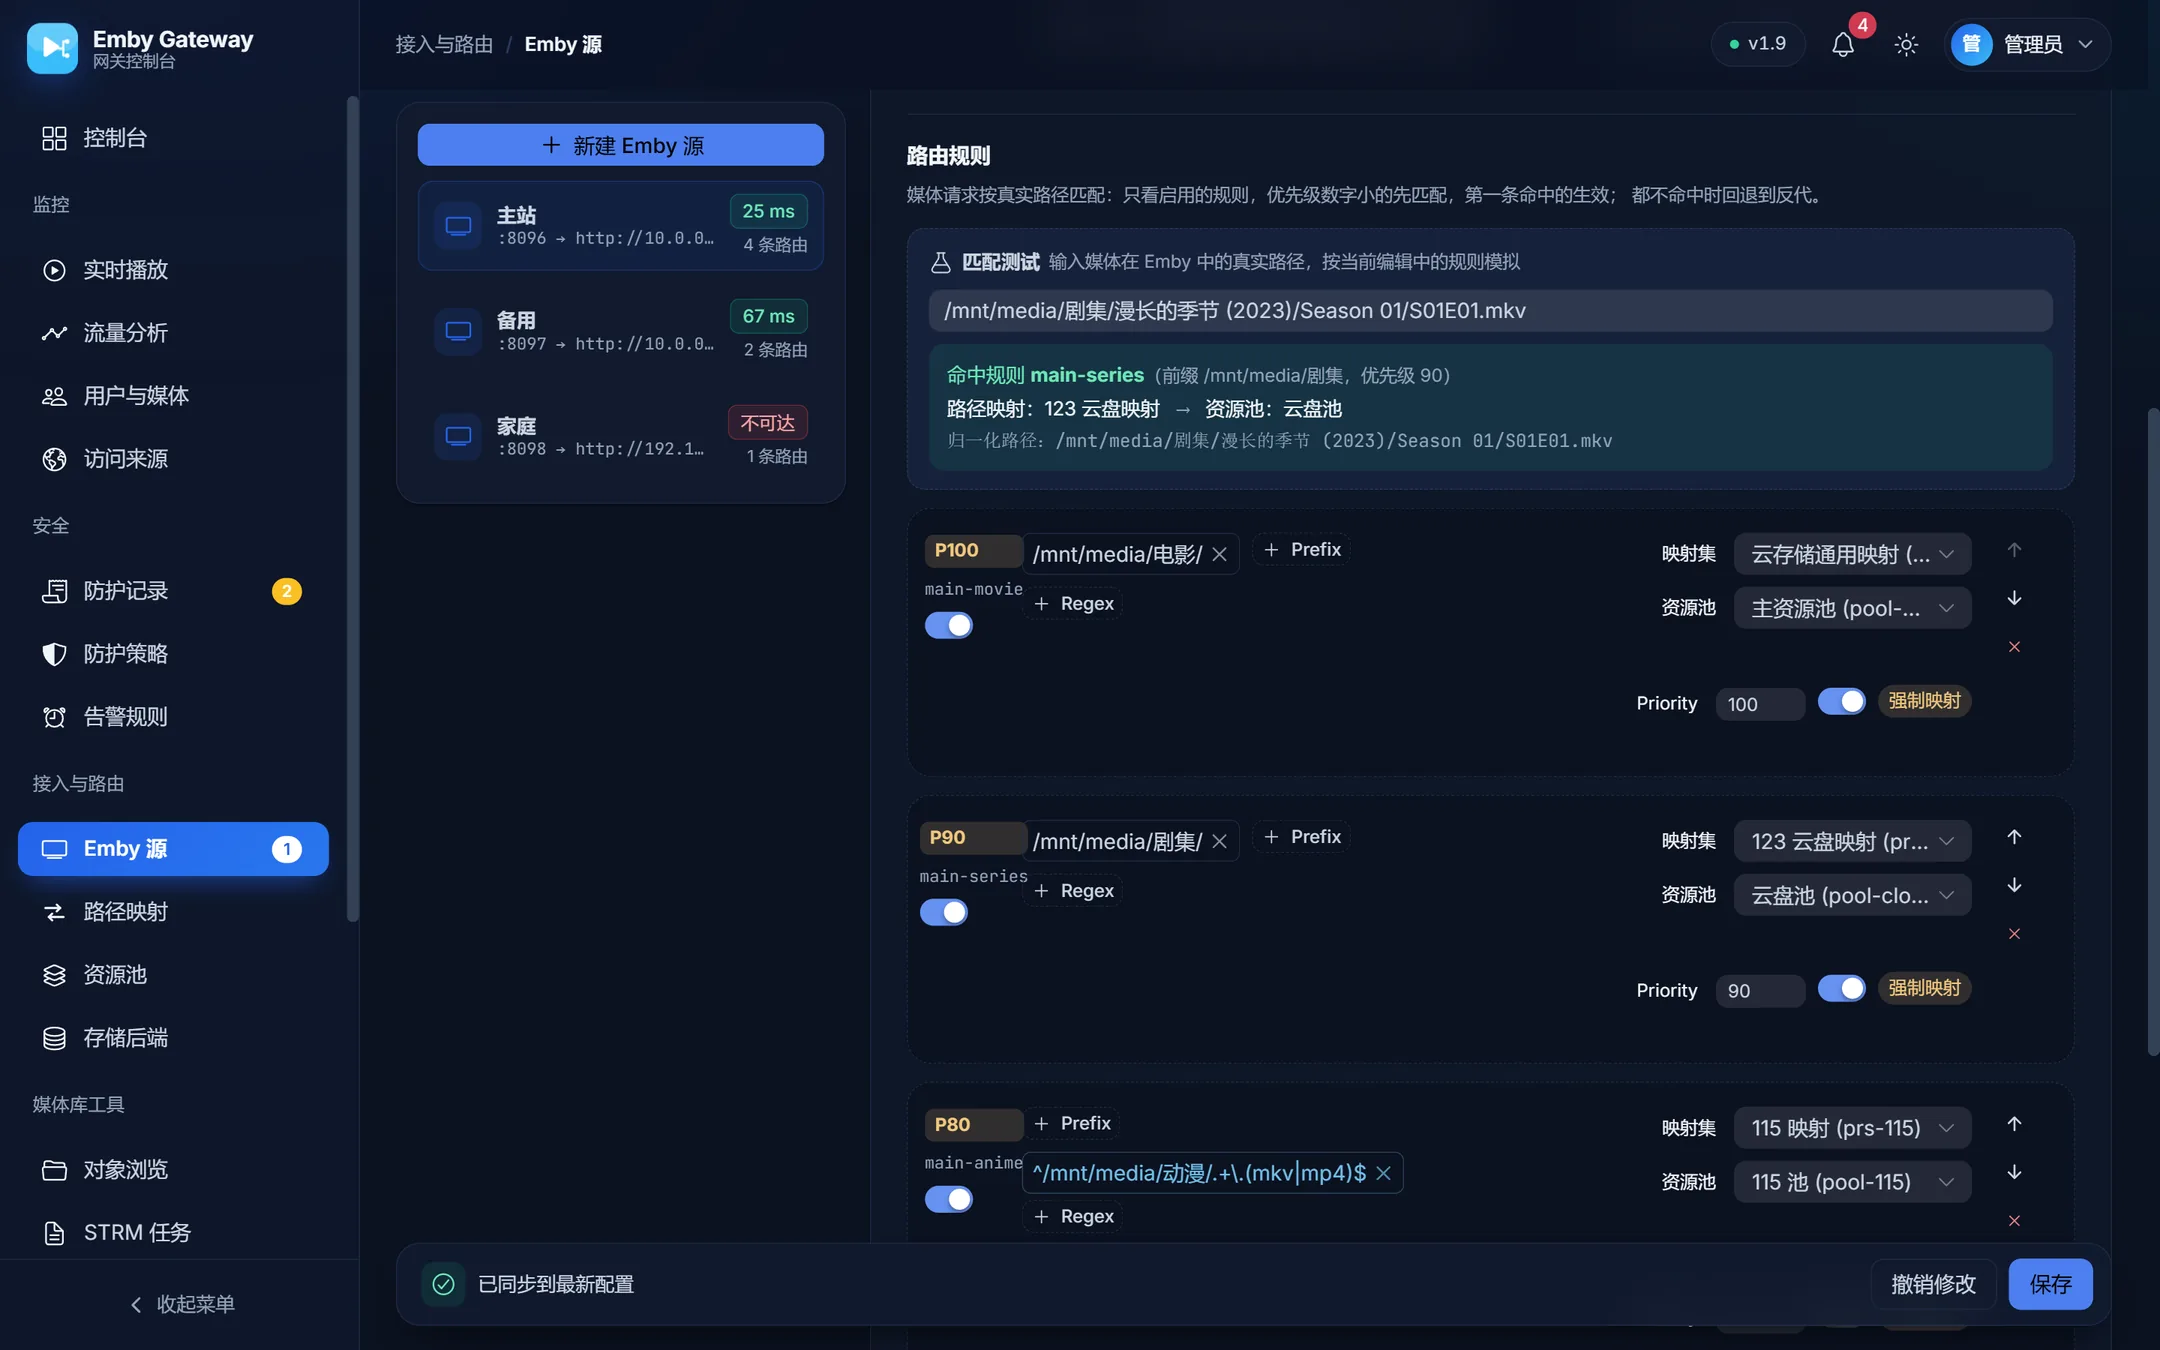 Emby Gateway
网关控制台
控制台
监控
实时播放
流量分析
用户与媒体
访问来源
安全
防护记录
2
防护策略
告警规则
接入与路由
Emby 源
1
路径映射
资源池
存储后端
媒体库工具
对象浏览
STRM 任务
收起菜单
接入与路由 / Emby 源
v1.9
4
管
管理员
+ 新建 Emby 源
主站
25 ms
:8096 → http://10.0.0…
4 条路由
备用
67 ms
:8097 → http://10.0.0…
2 条路由
家庭
不可达
:8098 → http://192.1…
1 条路由
路由规则
媒体请求按真实路径匹配：只看启用的规则，优先级数字小的先匹配，第一条命中的生效； 都不命中时回退到反代。
匹配测试 输入媒体在 Emby 中的真实路径，按当前编辑中的规则模拟
/mnt/media/剧集/漫长的季节 (2023)/Season 01/S01E01.mkv
命中规则 main-series（前缀 /mnt/media/剧集，优先级 90）
路径映射：123 云盘映射 → 资源池：云盘池
归一化路径：/mnt/media/剧集/漫长的季节 (2023)/Season 01/S01E01.mkv
P100
main-movie
/mnt/media/电影/
+ Prefix
+ Regex
映射集 云存储通用映射 (…
资源池 主资源池 (pool-…
Priority 100 强制映射
P90
main-series
/mnt/media/剧集/
+ Prefix
+ Regex
映射集 123 云盘映射 (pr…
资源池 云盘池 (pool-clo…
Priority 90 强制映射
P80
main-anime
+ Prefix
^/mnt/media/动漫/.+\.(mkv|mp4)$
+ Regex
映射集 115 映射 (prs-115)
资源池 115 池 (pool-115)
已同步到最新配置
撤销修改
保存